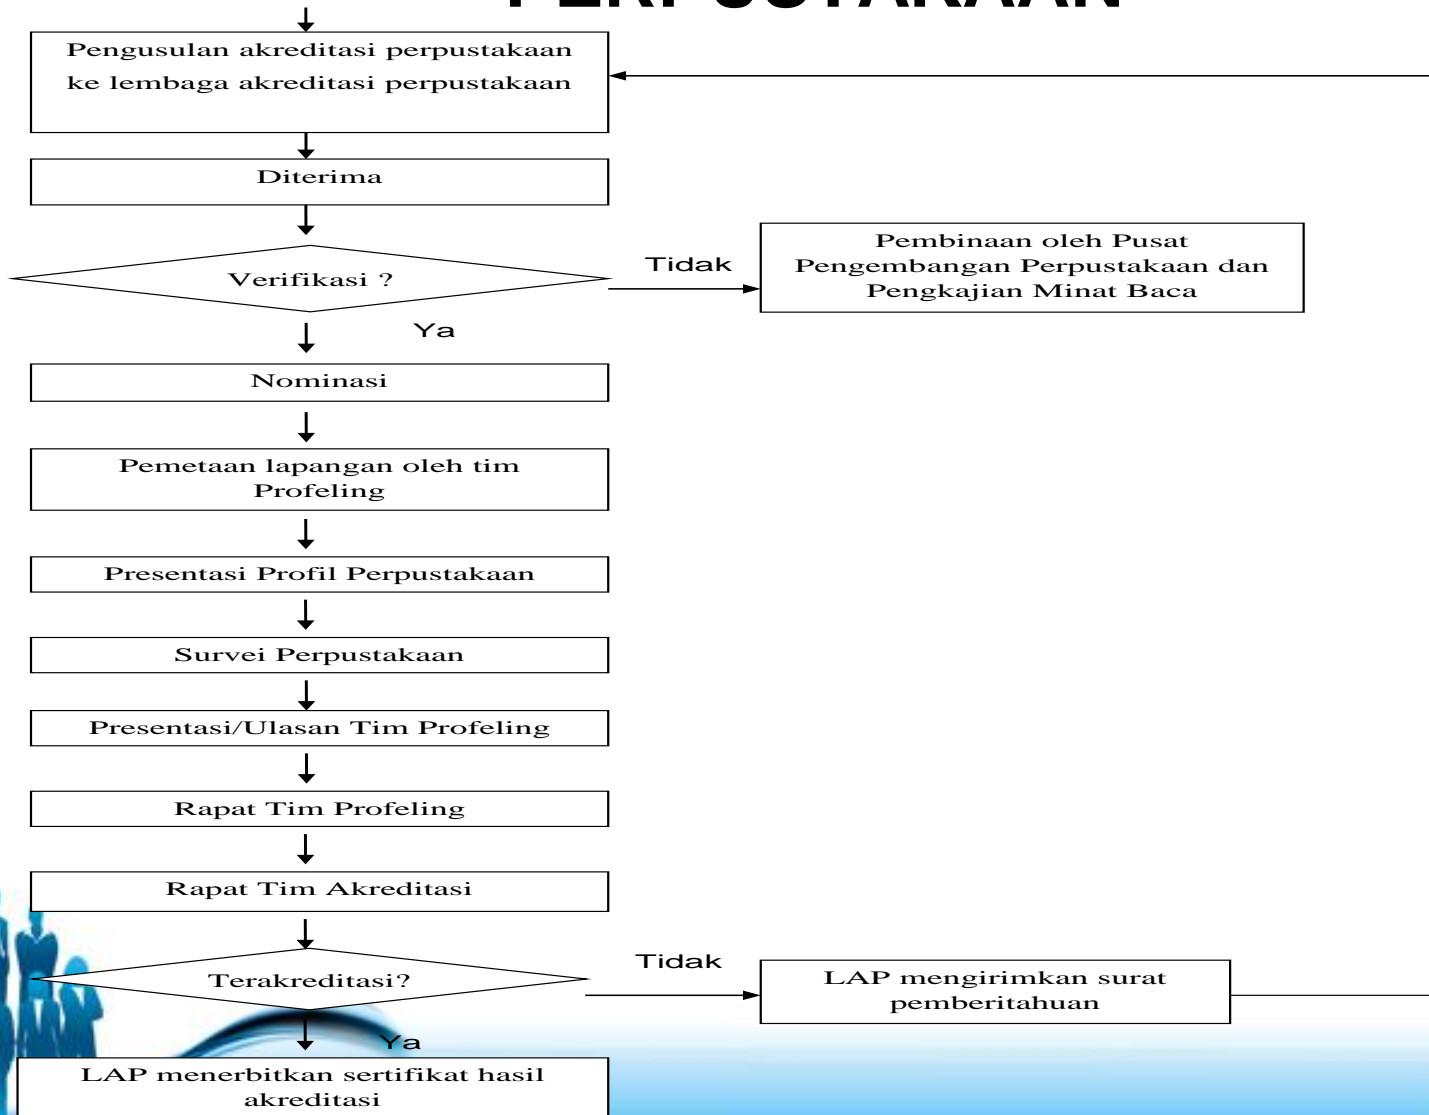 PERPUSTAKAAN
Pengusulan akreditasi perpustakaan
ke lembaga akreditasi perpustakaan
Diterima
Verifikasi ?
Tidak
Pembinaan oleh Pusat
Pengembangan Perpustakaan dan
Pengkajian Minat Baca
Ya
Nominasi
Pemetaan lapangan oleh tim
Profeling
Presentasi Profil Perpustakaan
Survei Perpustakaan
Presentasi/Ulasan Tim Profeling
Rapat Tim Profeling
Rapat Tim Akreditasi
Terakreditasi?
Tidak
LAP mengirimkan surat
pemberitahuan
Ya
LAP menerbitkan sertifikat hasil
akreditasi